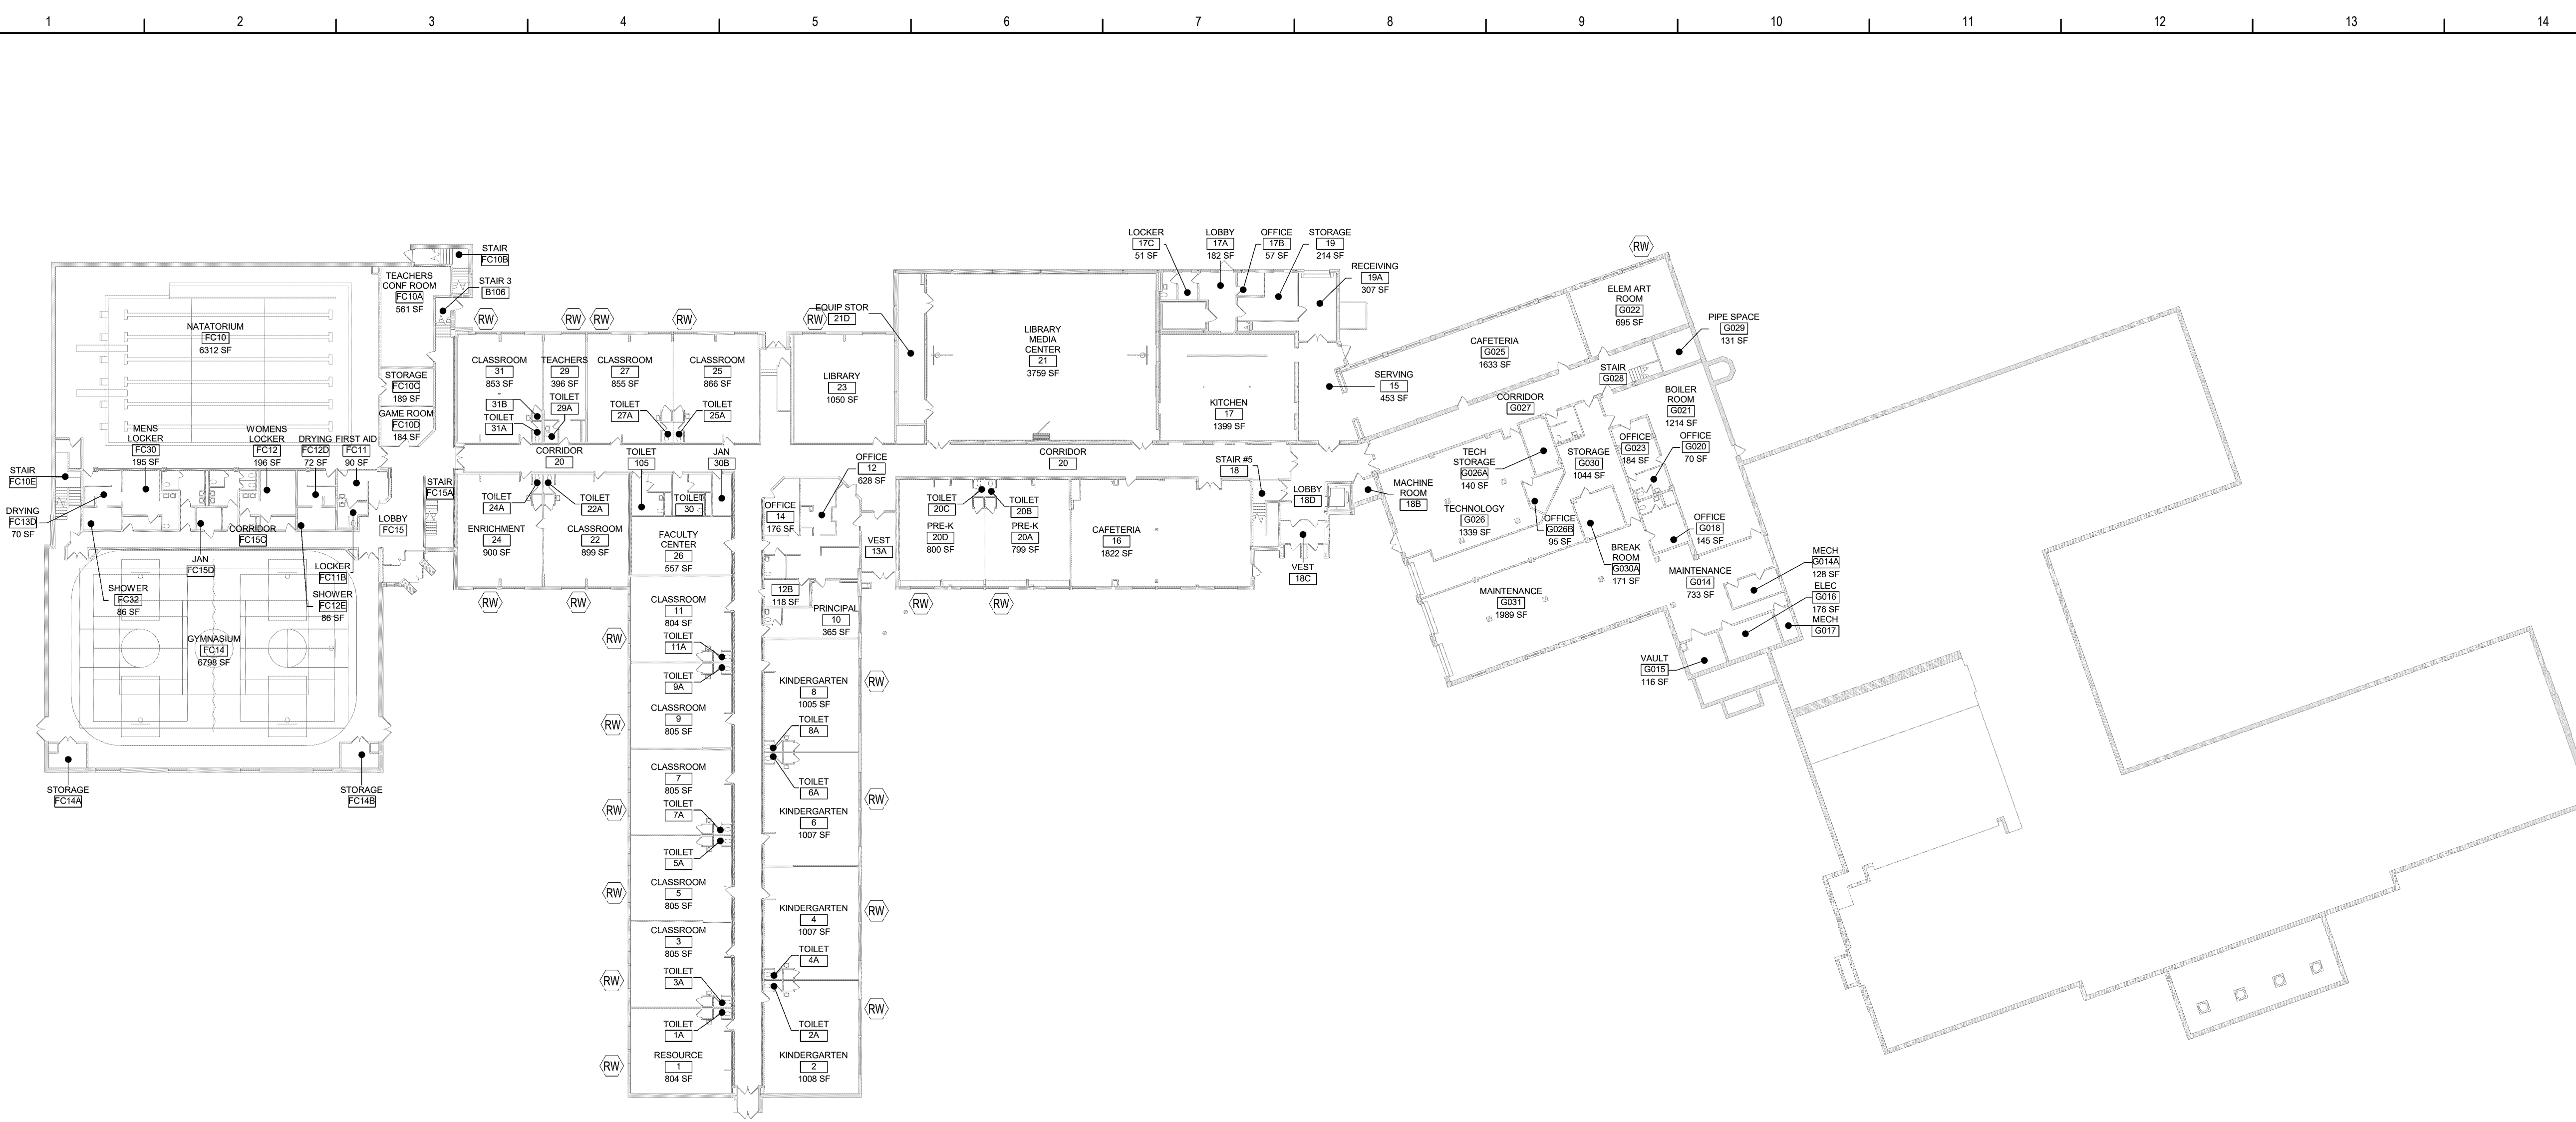 1
2
3
4
5
6
7
8
9
10
11
12
13
14
STAIR
FC10B
TEACHERS
CONF ROOM
FC10A
561 SF
STAIR 3
B106
NATATORIUM
FC10
6312 SF
STORAGE
FC10C
189 SF
GAME ROOM
FC10D
184 SF
MENS
LOCKER
FC30
195 SF
WOMENS
LOCKER
FC12
196 SF
DRYING
FC12D
72 SF
FIRST AID
FC11
90 SF
STAIR
FC10E
DRYING
FC13D
70 SF
STAIR
FC15A
LOBBY
FC15
CORRIDOR
FC15C
JAN
FC15D
LOCKER
FC11B
SHOWER
FC32
86 SF
SHOWER
FC12E
86 SF
GYMNASIUM
FC14
6798 SF
STORAGE
FC14A
STORAGE
FC14B
RW
RW
RW
RW
RW
CLASSROOM
31
853 SF
-
31B
TOILET
31A
TEACHERS
29
396 SF
TOILET
29A
CLASSROOM
27
855 SF
TOILET
27A
CLASSROOM
25
866 SF
TOILET
25A
EQUIP STOR
21D
LIBRARY
23
1050 SF
LIBRARY
MEDIA
CENTER
21
3759 SF
LOCKER
17C
51 SF
LOBBY
17A
182 SF
OFFICE
17B
57 SF
STORAGE
19
214 SF
RECEIVING
19A
307 SF
KITCHEN
17
1399 SF
SERVING
15
453 SF
CORRIDOR
20
TOILET
105
JAN
30B
TOILET
30
OFFICE
12
628 SF
CORRIDOR
20
STAIR #5
18
LOBBY
18D
VEST
18C
MACHINE
ROOM
18B
TOILET
24A
TOILET
22A
ENRICHMENT
24
900 SF
CLASSROOM
22
899 SF
FACULTY
CENTER
26
557 SF
OFFICE
14
176 SF
VEST
13A
12B
118 SF
PRINCIPAL
10
365 SF
TOILET
20C
TOILET
20B
PRE-K
20D
800 SF
PRE-K
20A
799 SF
CAFETERIA
16
1822 SF
RW
RW
RW
RW
CLASSROOM
11
804 SF
TOILET
11A
RW
TOILET
9A
CLASSROOM
9
805 SF
RW
CLASSROOM
7
805 SF
TOILET
7A
RW
TOILET
5A
CLASSROOM
5
805 SF
RW
CLASSROOM
3
805 SF
TOILET
3A
RW
TOILET
1A
RESOURCE
1
804 SF
RW
KINDERGARTEN
8
1005 SF
TOILET
8A
RW
TOILET
6A
KINDERGARTEN
6
1007 SF
RW
KINDERGARTEN
4
1007 SF
TOILET
4A
RW
TOILET
2A
KINDERGARTEN
2
1008 SF
RW
RW
ELEM ART
ROOM
G022
695 SF
PIPE SPACE
G029
131 SF
CAFETERIA
G025
1633 SF
STAIR
G028
BOILER
ROOM
G021
1214 SF
CORRIDOR
G027
OFFICE
G023
184 SF
OFFICE
G020
70 SF
TECH
STORAGE
G026A
140 SF
STORAGE
G030
1044 SF
TECHNOLOGY
G026
1339 SF
OFFICE
G026B
95 SF
OFFICE
G018
145 SF
BREAK
ROOM
G030A
171 SF
MAINTENANCE
G014
733 SF
MECH
G014A
128 SF
ELEC
G016
176 SF
MECH
G017
MAINTENANCE
G031
1989 SF
VAULT
G015
116 SF